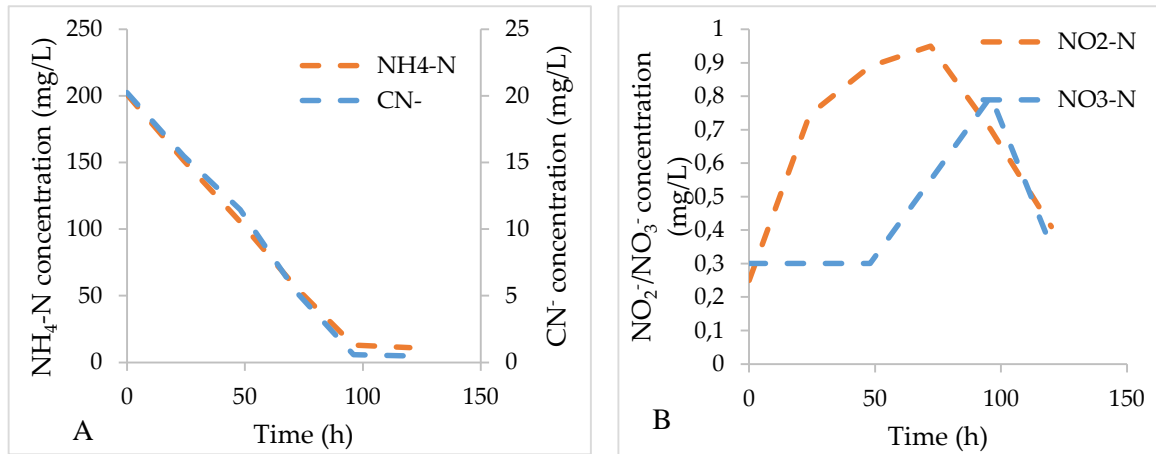 NH₄-N concentration (mg/L)
250
200
150
100
50
0
0 50 100 150
Time (h)
25
20
15
10
5
0
CN⁻ concentration (mg/L)
NH4-N
CN-
A
NO₂⁻/NO₃⁻ concentration
(mg/L)
1
0,9
0,8
0,7
0,6
0,5
0,4
0,3
0,2
0,1
0
0 50 100 150
Time (h)
NO2-N
NO3-N
B